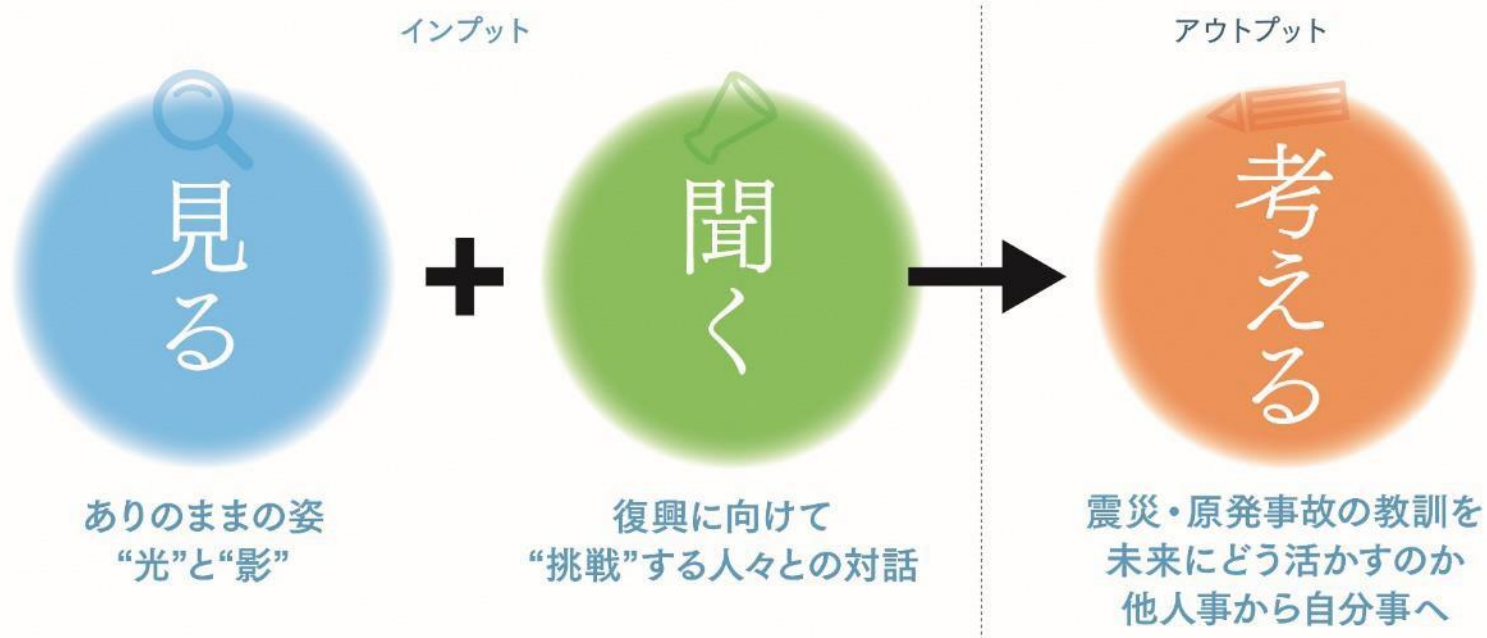 インプット
アウトプット
見る
聞く
考える
ありのままの姿
“光”と“影”
復興に向けて
“挑戦”する人々との対話
震災・原発事故の教訓を
未来にどう活かすのか
他人事から自分事へ